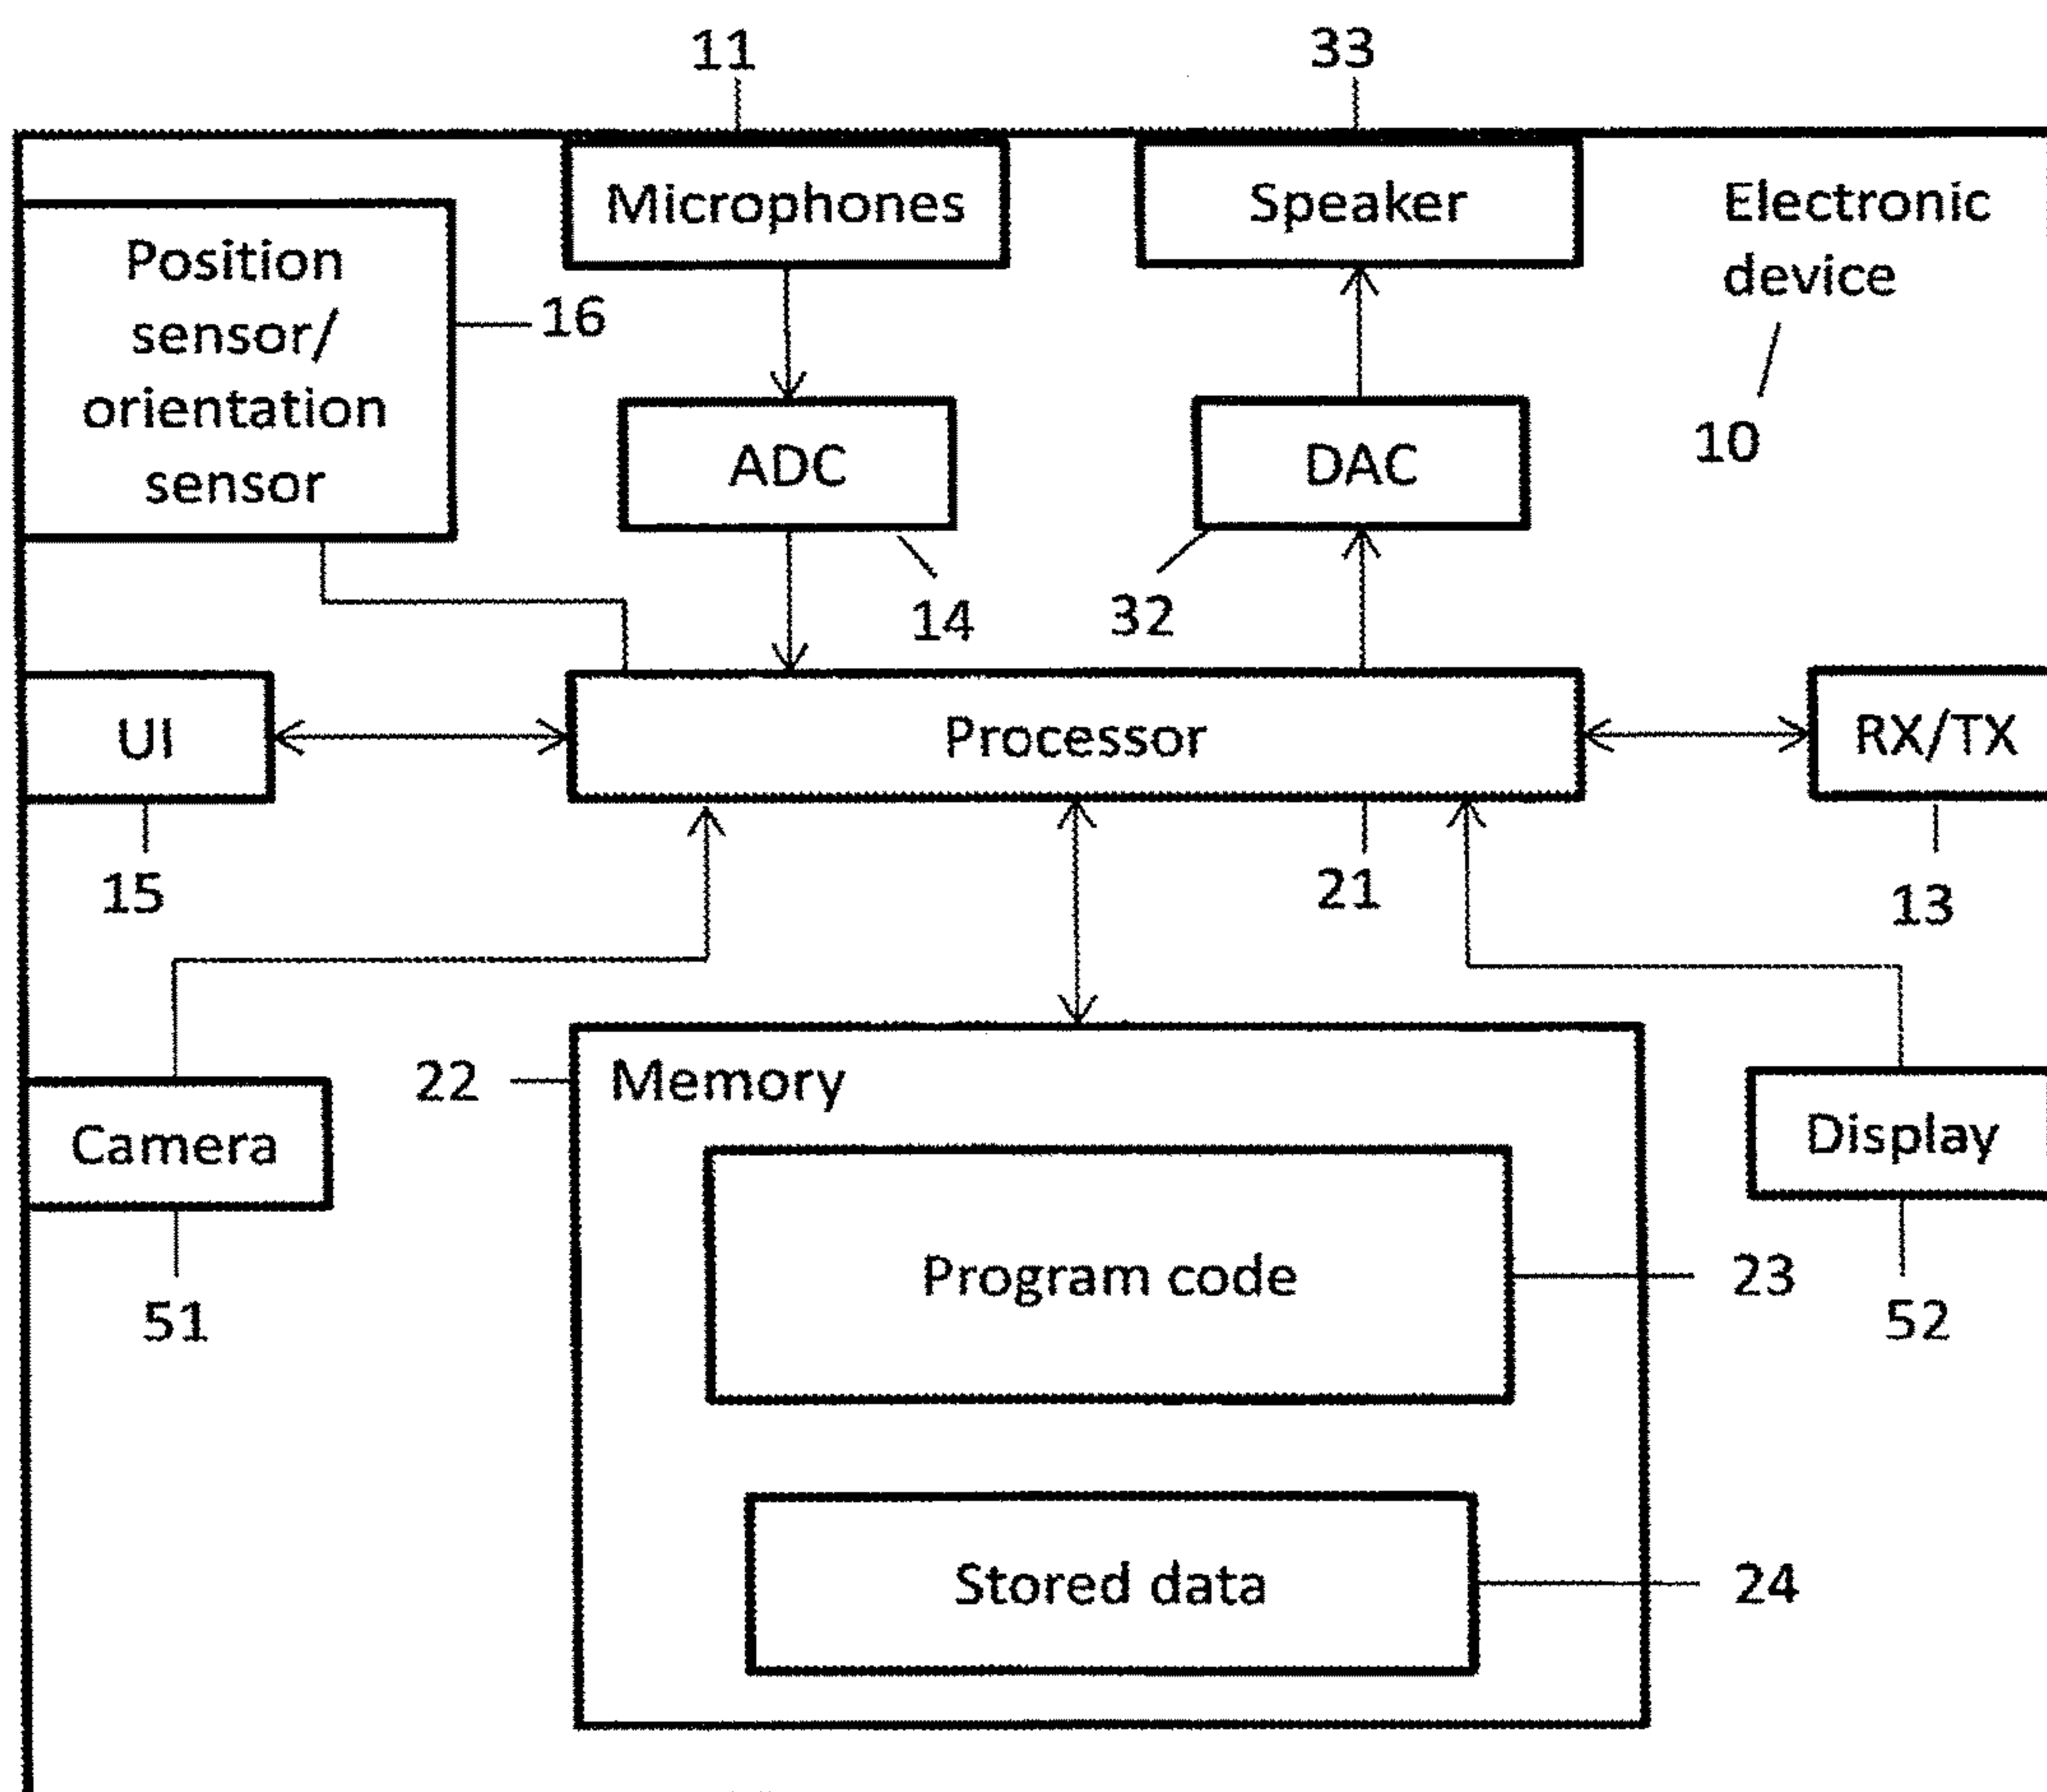 11
33
Microphones
Speaker
Electronic
device
Position
sensor/
orientation
sensor
16
10
ADC
DAC
14
32
UI
Processor
RX/TX
15
21
13
22
Memory
Camera
Display
Program code
23
51
52
Stored data
24